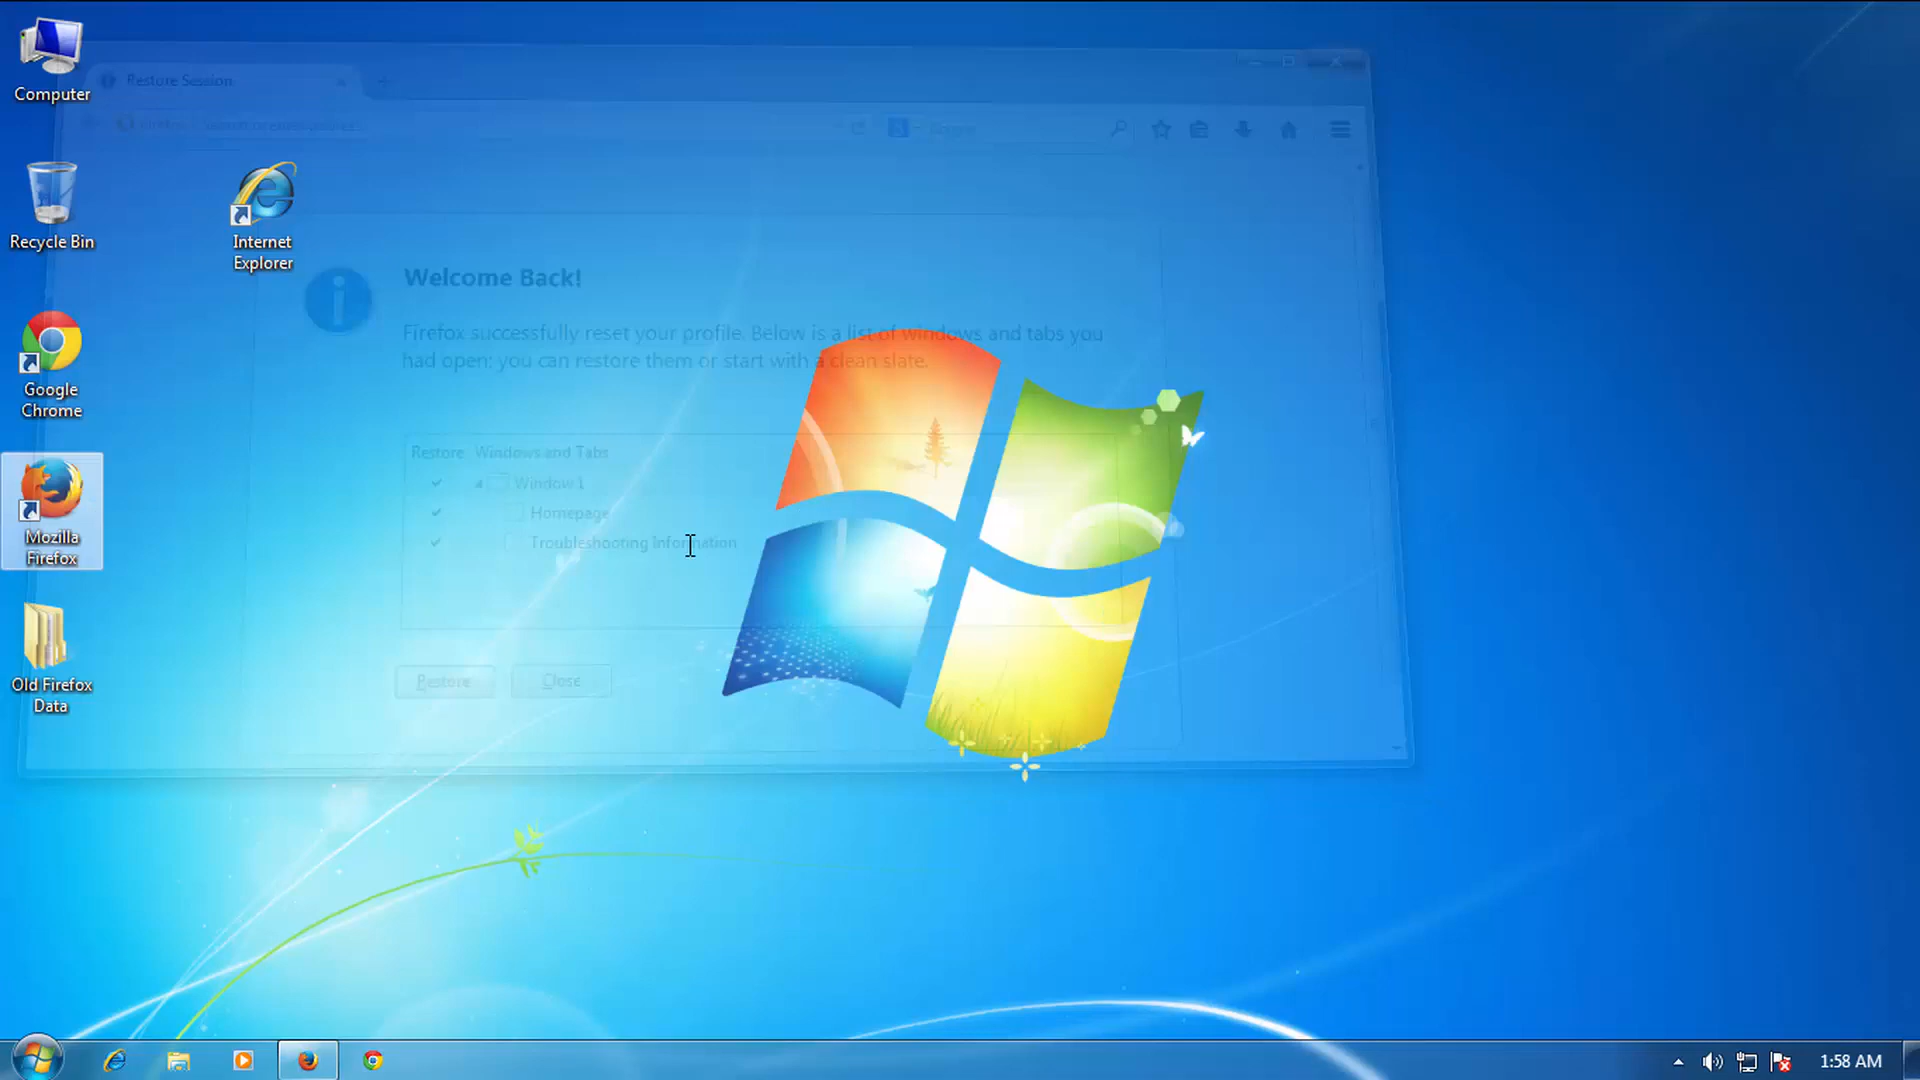 Computer
Restore Session
Recycle Bin
Internet
Explorer
Welcome Back!
Firefox successfully reset your profile. Below is a list of windows and tabs you
had open; you can restore them or start with a clean slate.
Google
Chrome
Restore Windows and Tabs
Window 1
Homepage
Troubleshooting Information
Mozilla
Firefox
Restore
Close
Old Firefox
Data
1:58 AM